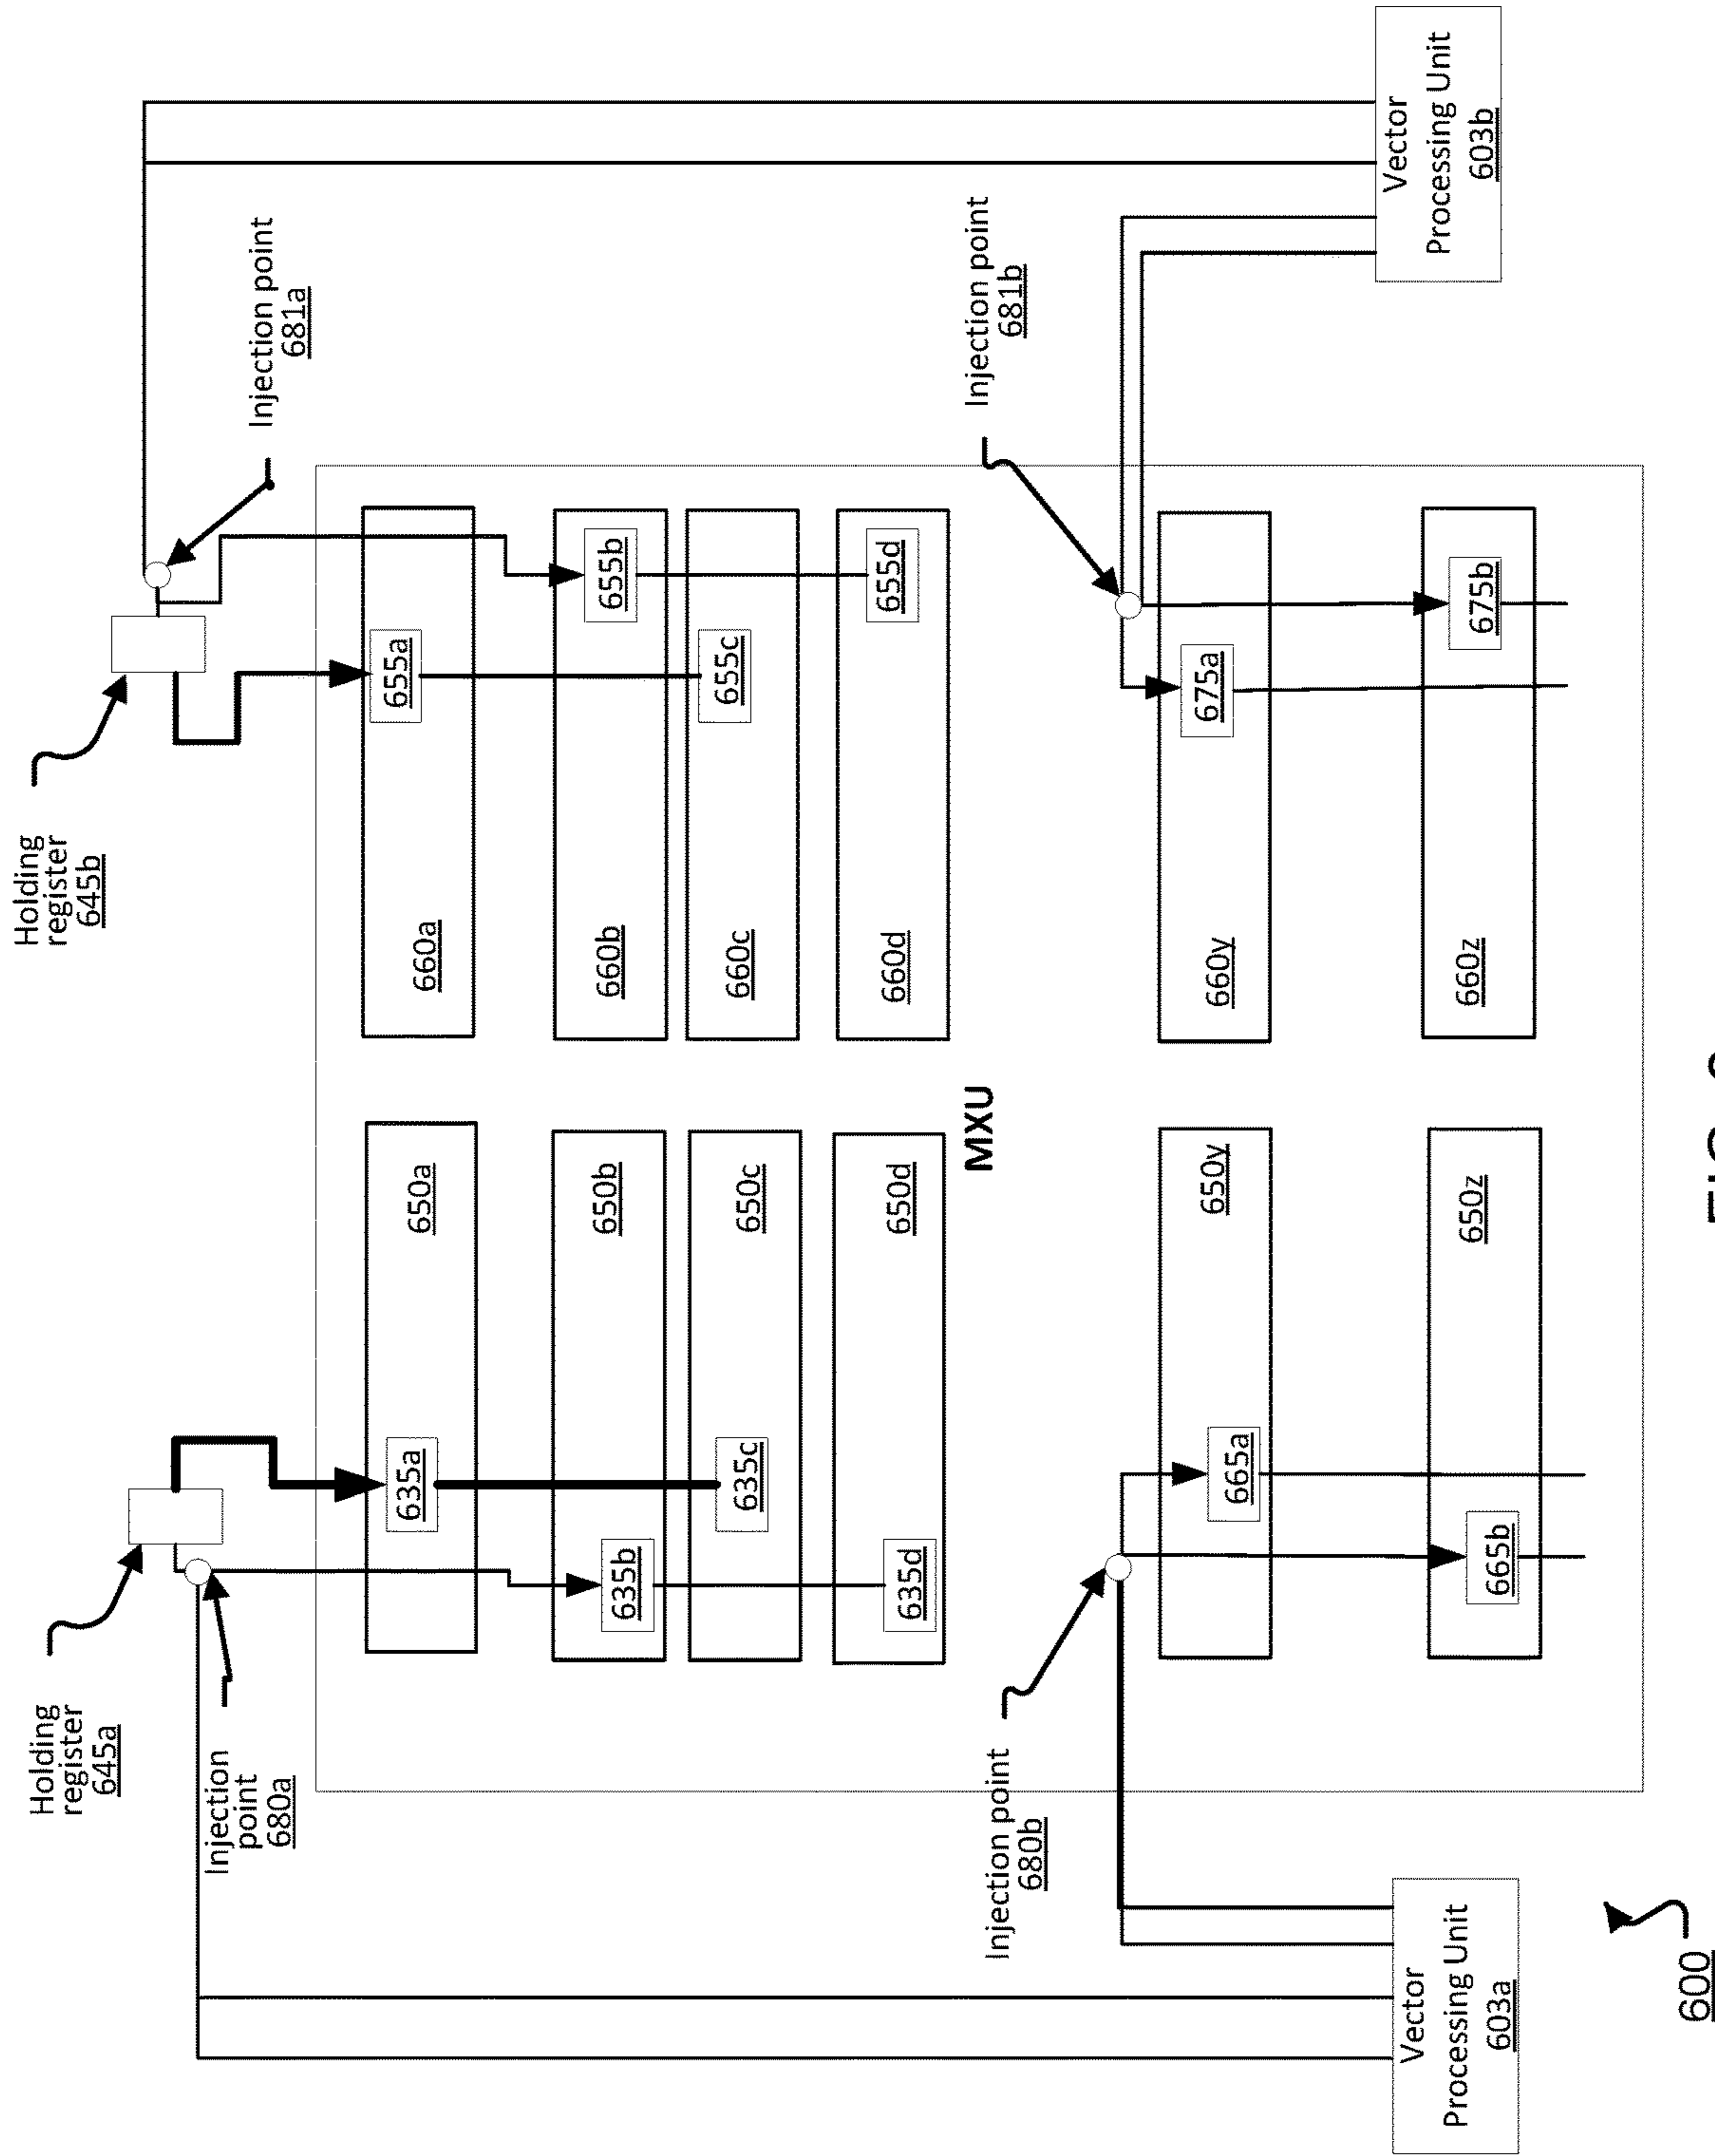 Holding
register
645a
Holding
register
645b
Injection
point
680a
Injection point
681a
635a
650a
660a
655a
635b
650b
660b
655b
635c
650c
660c
655c
635d
650d
660d
655d
MXU
Injection point
680b
Injection point
681b
665a
650y
660y
675a
665b
650z
660z
675b
Vector
Processing Unit
603a
Vector
Processing Unit
603b
600